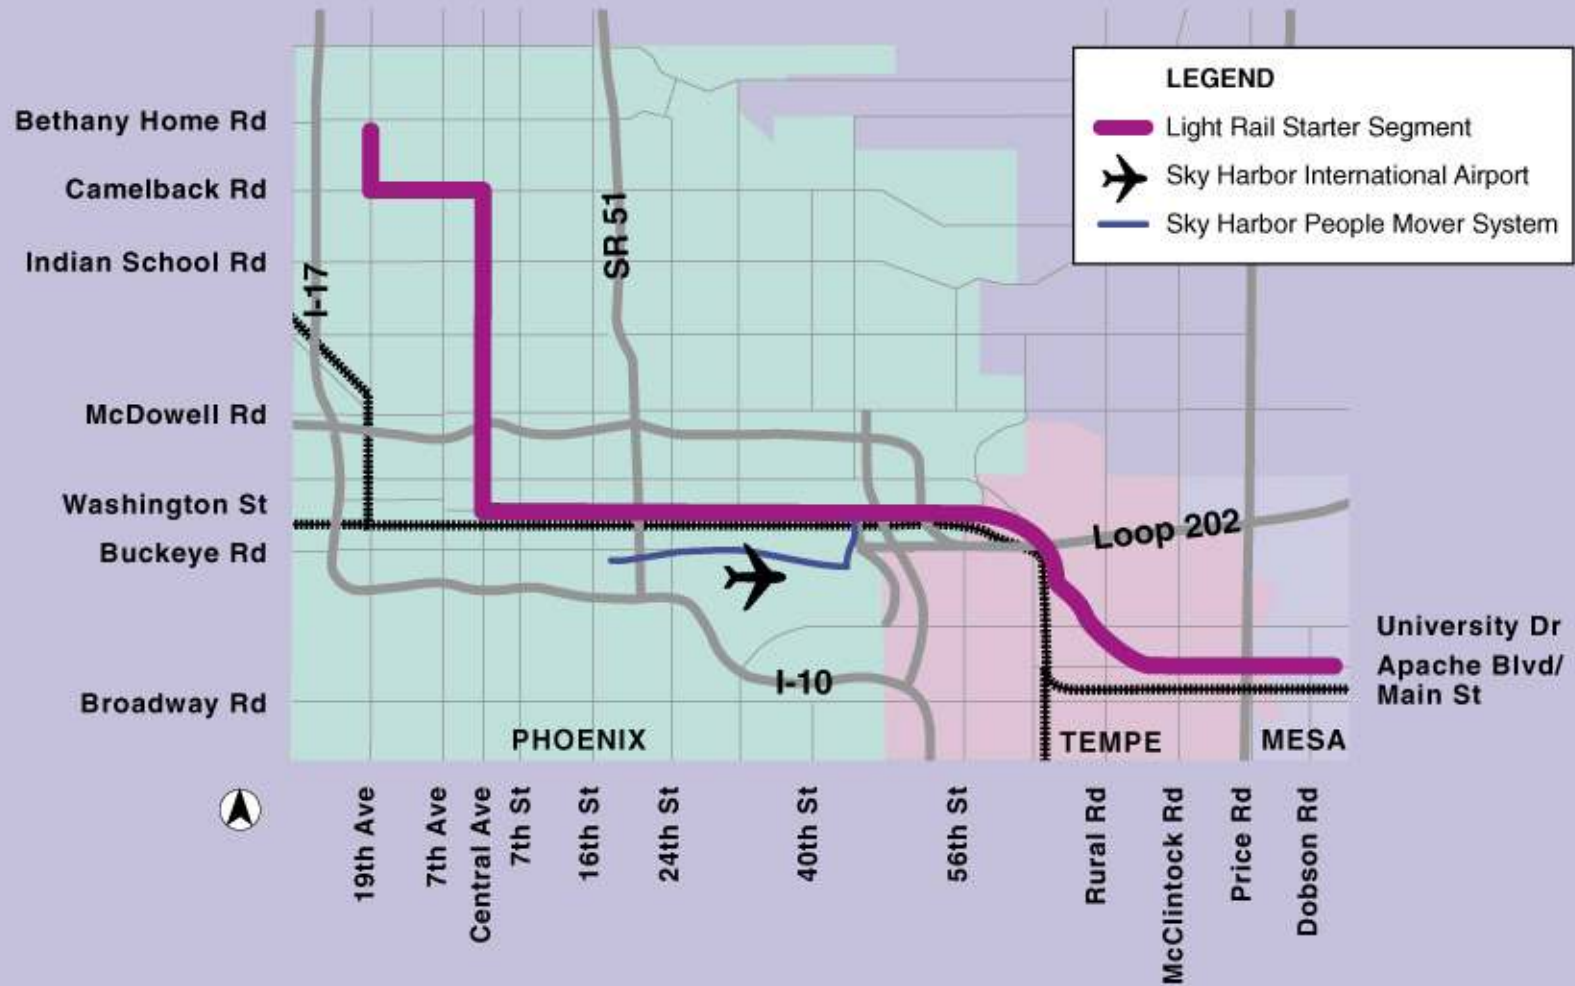 LEGEND
Light Rail Starter Segment
Sky Harbor International Airport
Sky Harbor People Mover System
Bethany Home Rd
Camelback Rd
Indian School Rd
McDowell Rd
Washington St
Buckeye Rd
Broadway Rd
I-17
SR 51
Loop 202
I-10
University Dr
Apache Blvd/
Main St
PHOENIX
TEMPE
MESA
19th Ave
7th Ave
Central Ave
7th St
16th St
24th St
40th St
56th St
Rural Rd
McClintock Rd
Price Rd
Dobson Rd